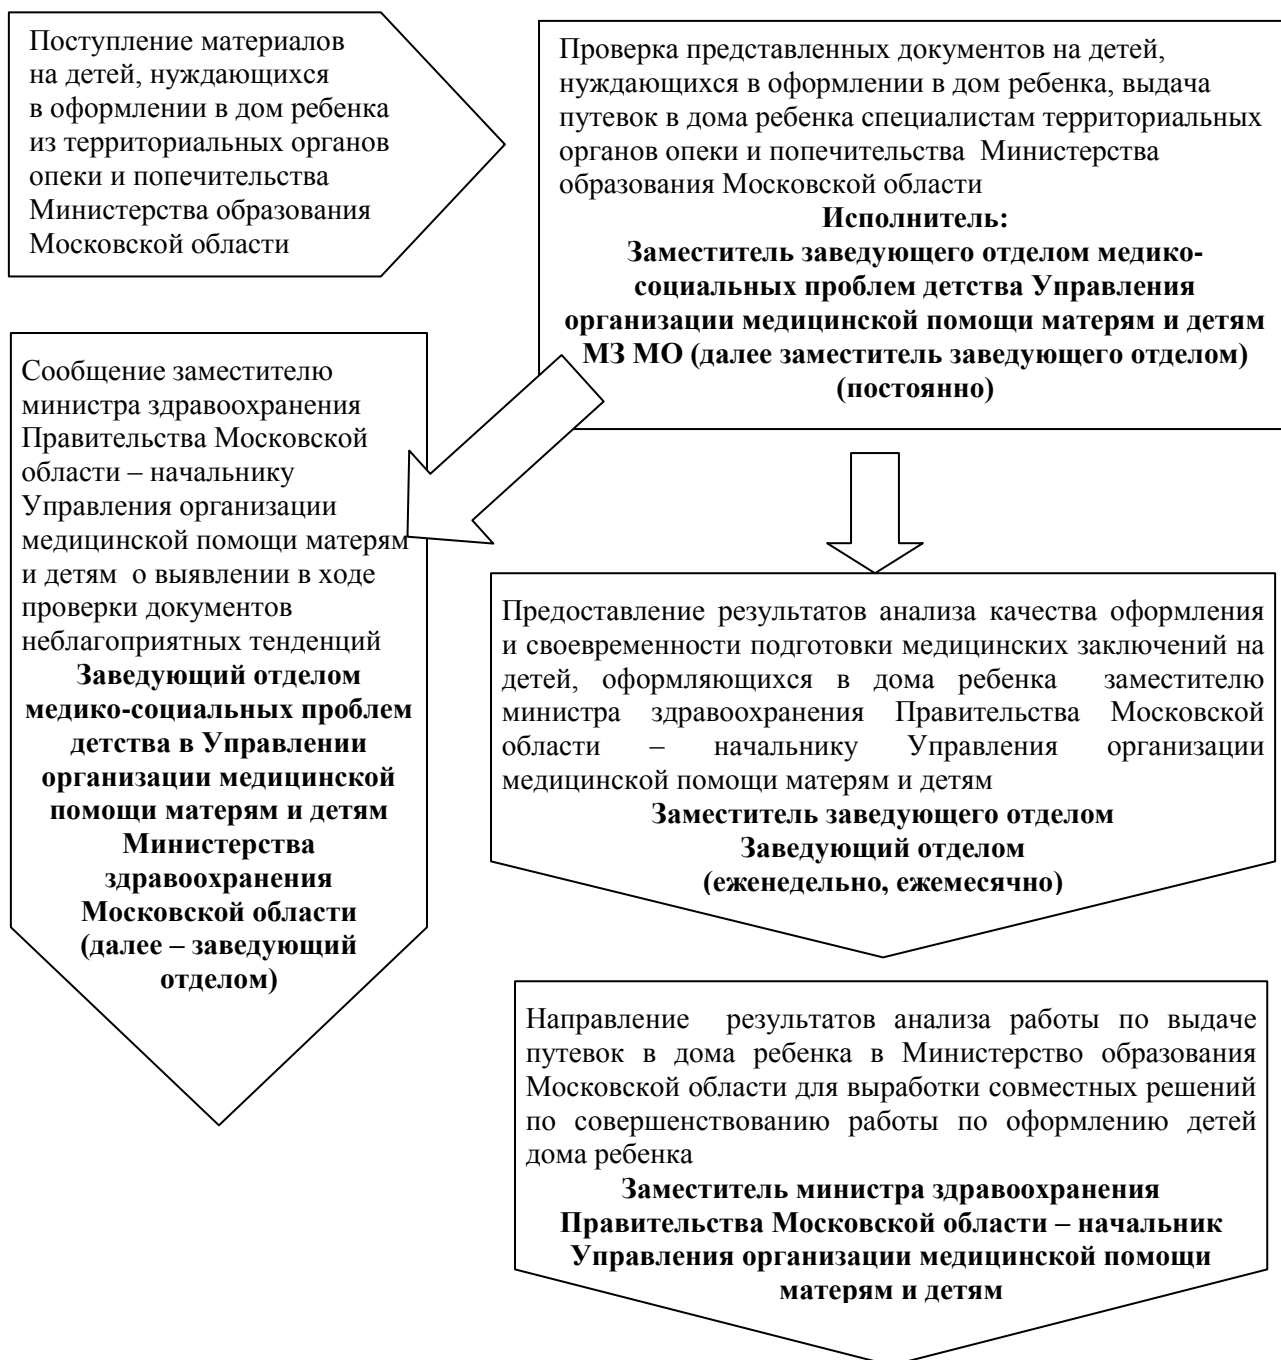 Поступление материалов
на детей, нуждающихся
в оформлении в дом ребенка
из территориальных органов
опеки и попечительства
Министерства образования
Московской области
Проверка представленных документов на детей,
нуждающихся в оформлении в дом ребенка, выдача
путевок в дома ребенка специалистам территориальных
органов опеки и попечительства Министерства
образования Московской области
Исполнитель:
Заместитель заведующего отделом медико-
социальных проблем детства Управления
организации медицинской помощи матерям и детям
МЗ МО (далее заместитель заведующего отделом)
(постоянно)
Сообщение заместителю
министра здравоохранения
Правительства Московской
области – начальнику
Управления организации
медицинской помощи матерям
и детям о выявлении в ходе
проверки документов
неблагоприятных тенденций
Заведующий отделом
медико-социальных проблем
детства в Управлении
организации медицинской
помощи матерям и детям
Министерства
здравоохранения
Московской области
(далее – заведующий
отделом)
Предоставление результатов анализа качества оформления
и своевременности подготовки медицинских заключений на
детей, оформляющихся в дома ребенка заместителю
министра здравоохранения Правительства Московской
области – начальнику Управления организации
медицинской помощи матерям и детям
Заместитель заведующего отделом
Заведующий отделом
(еженедельно, ежемесячно)
Направление результатов анализа работы по выдаче
путевок в дома ребенка в Министерство образования
Московской области для выработки совместных решений
по совершенствованию работы по оформлению детей
дома ребенка
Заместитель министра здравоохранения
Правительства Московской области – начальник
Управления организации медицинской помощи
матерям и детям